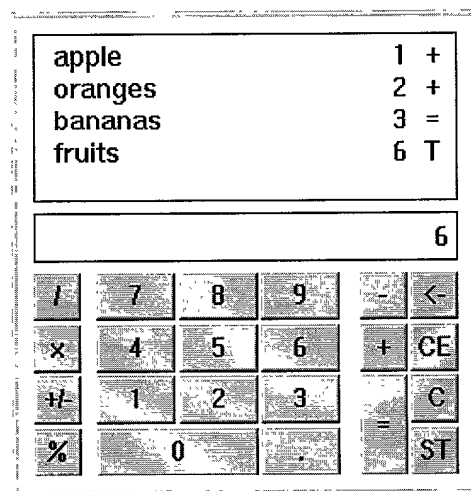 apple 1 +
oranges 2 +
bananas 3 =
fruits 6 T
6
/ 7 8 9 - <-
x 4 5 6 + CE
+/- 1 2 3 = C
% 0 . ST